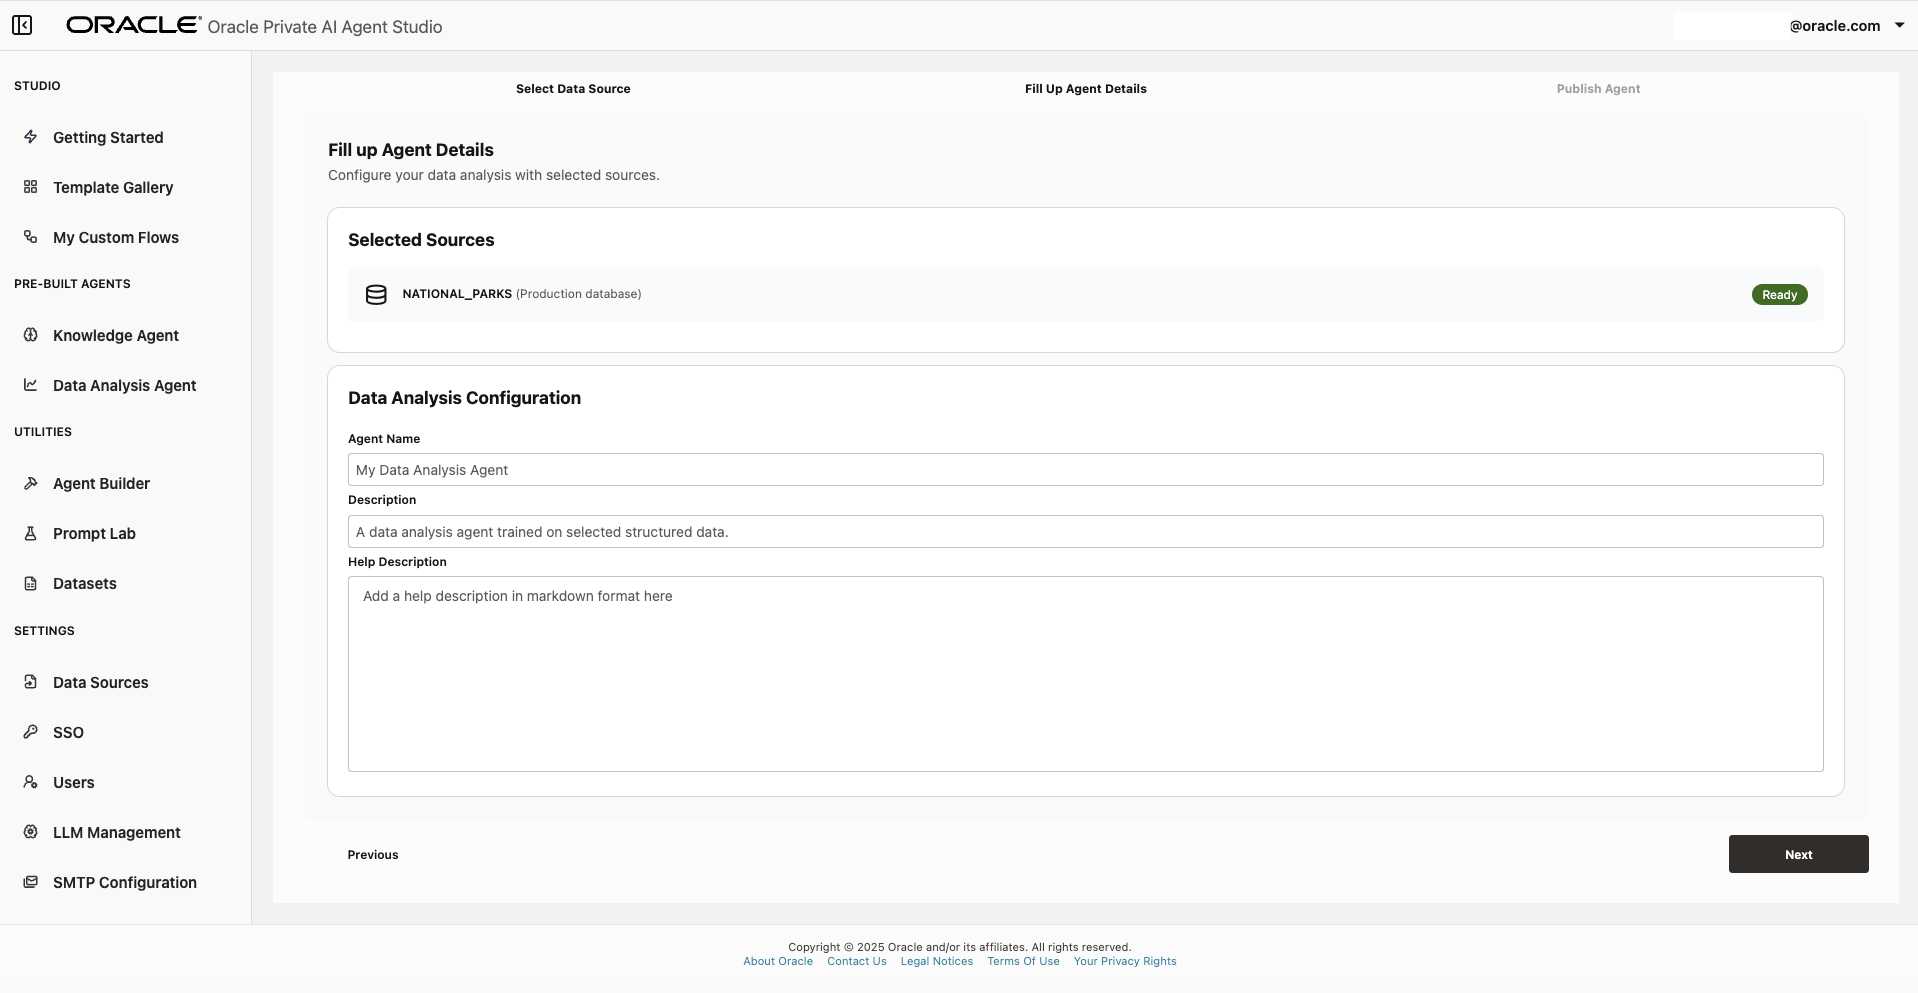 ORACLE Oracle Private AI Agent Studio
@oracle.com
STUDIO
Getting Started
Template Gallery
My Custom Flows
PRE-BUILT AGENTS
Knowledge Agent
Data Analysis Agent
UTILITIES
Agent Builder
Prompt Lab
Datasets
SETTINGS
Data Sources
SSO
Users
LLM Management
SMTP Configuration
Select Data Source
Fill Up Agent Details
Publish Agent
Fill up Agent Details
Configure your data analysis with selected sources.
Selected Sources
NATIONAL_PARKS (Production database)
Ready
Data Analysis Configuration
Agent Name
My Data Analysis Agent
Description
A data analysis agent trained on selected structured data.
Help Description
Add a help description in markdown format here
Previous
Next
Copyright © 2025 Oracle and/or its affiliates. All rights reserved.
About Oracle Contact Us Legal Notices Terms Of Use Your Privacy Rights